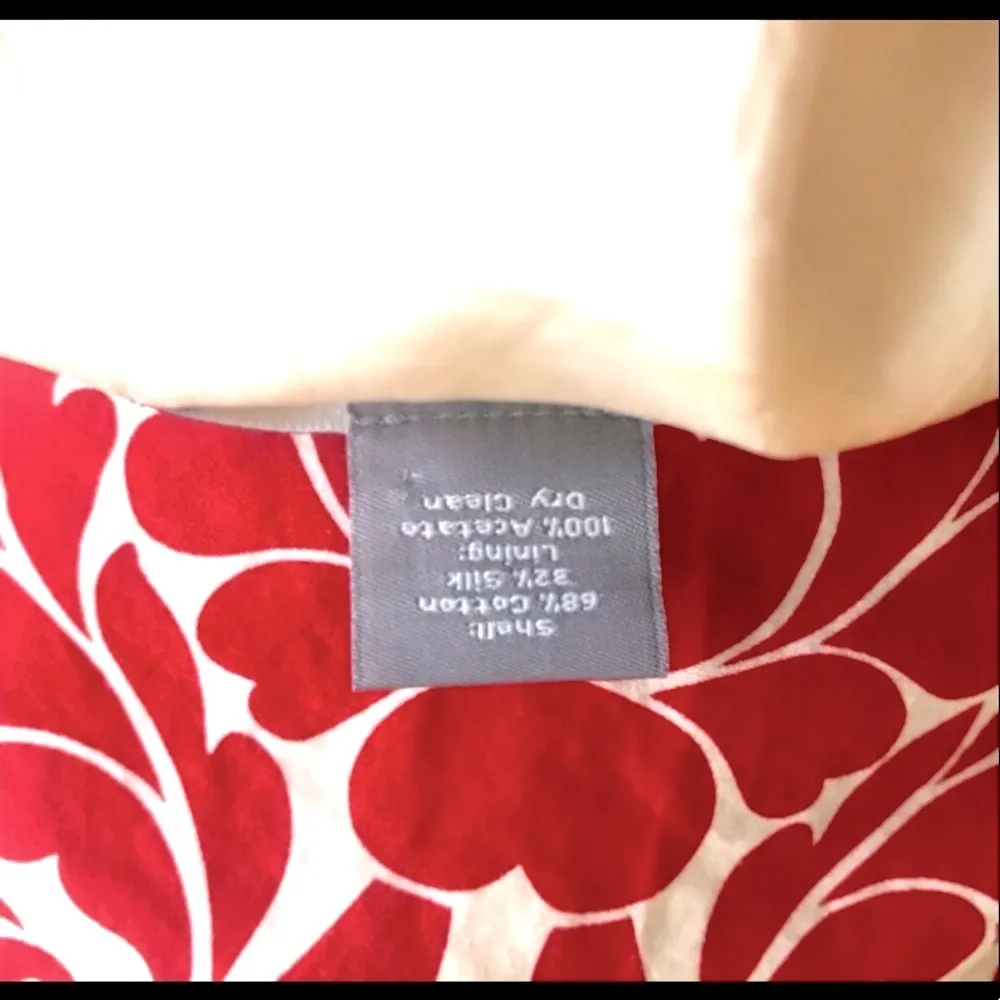 Shell:
68% Cotton
32% Silk
Lining:
100% Acetate
Dry Clean